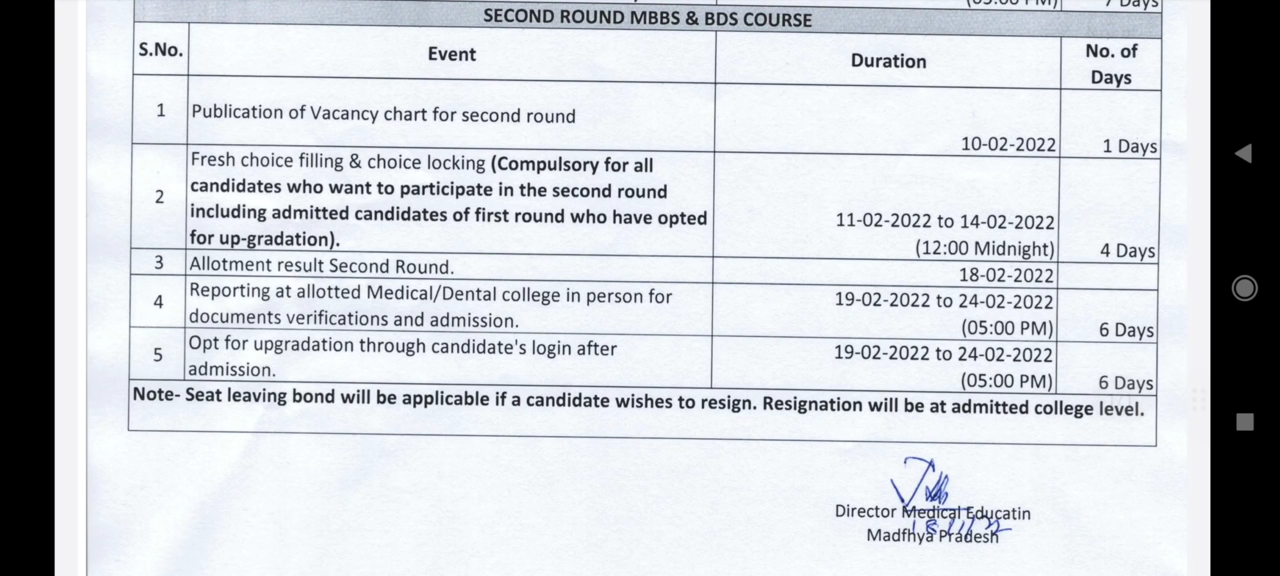 (05:00 PM) 7 Days
SECOND ROUND MBBS & BDS COURSE
S.No. Event Duration No. of Days
1 Publication of Vacancy chart for second round 10-02-2022 1 Days
2 Fresh choice filling & choice locking (Compulsory for all
candidates who want to participate in the second round
including admitted candidates of first round who have opted
for up-gradation). 11-02-2022 to 14-02-2022
(12:00 Midnight) 4 Days
3 Allotment result Second Round. 18-02-2022
4 Reporting at allotted Medical/Dental college in person for
documents verifications and admission. 19-02-2022 to 24-02-2022
(05:00 PM) 6 Days
5 Opt for upgradation through candidate's login after
admission. 19-02-2022 to 24-02-2022
(05:00 PM) 6 Days
Note- Seat leaving bond will be applicable if a candidate wishes to resign. Resignation will be at admitted college level.
Director Medical Educatin
Madfhya Pradesh